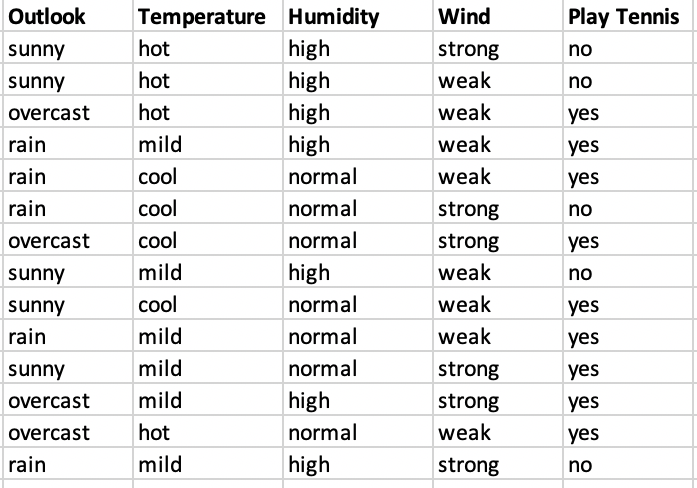 Outlook Temperature Humidity Wind Play Tennis
sunny hot high strong no
sunny hot high weak no
overcast hot high weak yes
rain mild high weak yes
rain cool normal weak yes
rain cool normal strong no
overcast cool normal strong yes
sunny mild high weak no
sunny cool normal weak yes
rain mild normal weak yes
sunny mild normal strong yes
overcast mild high strong yes
overcast hot normal weak yes
rain mild high strong no